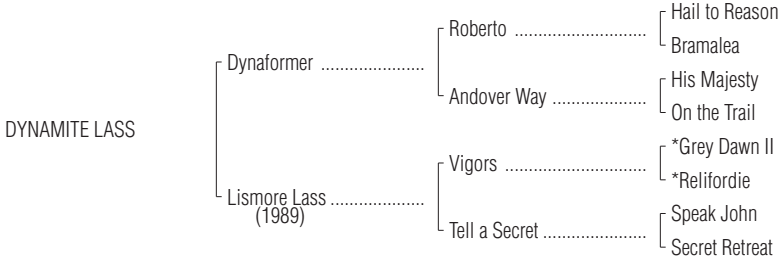 Hail to Reason
Roberto ............................
Bramalea
Dynaformer ......................
His Majesty
Andover Way ....................
On the Trail
DYNAMITE LASS
*Grey Dawn II
Vigors ..............................
*Relifordie
Lismore Lass ....................
(1989)
Speak John
Tell a Secret ......................
Secret Retreat